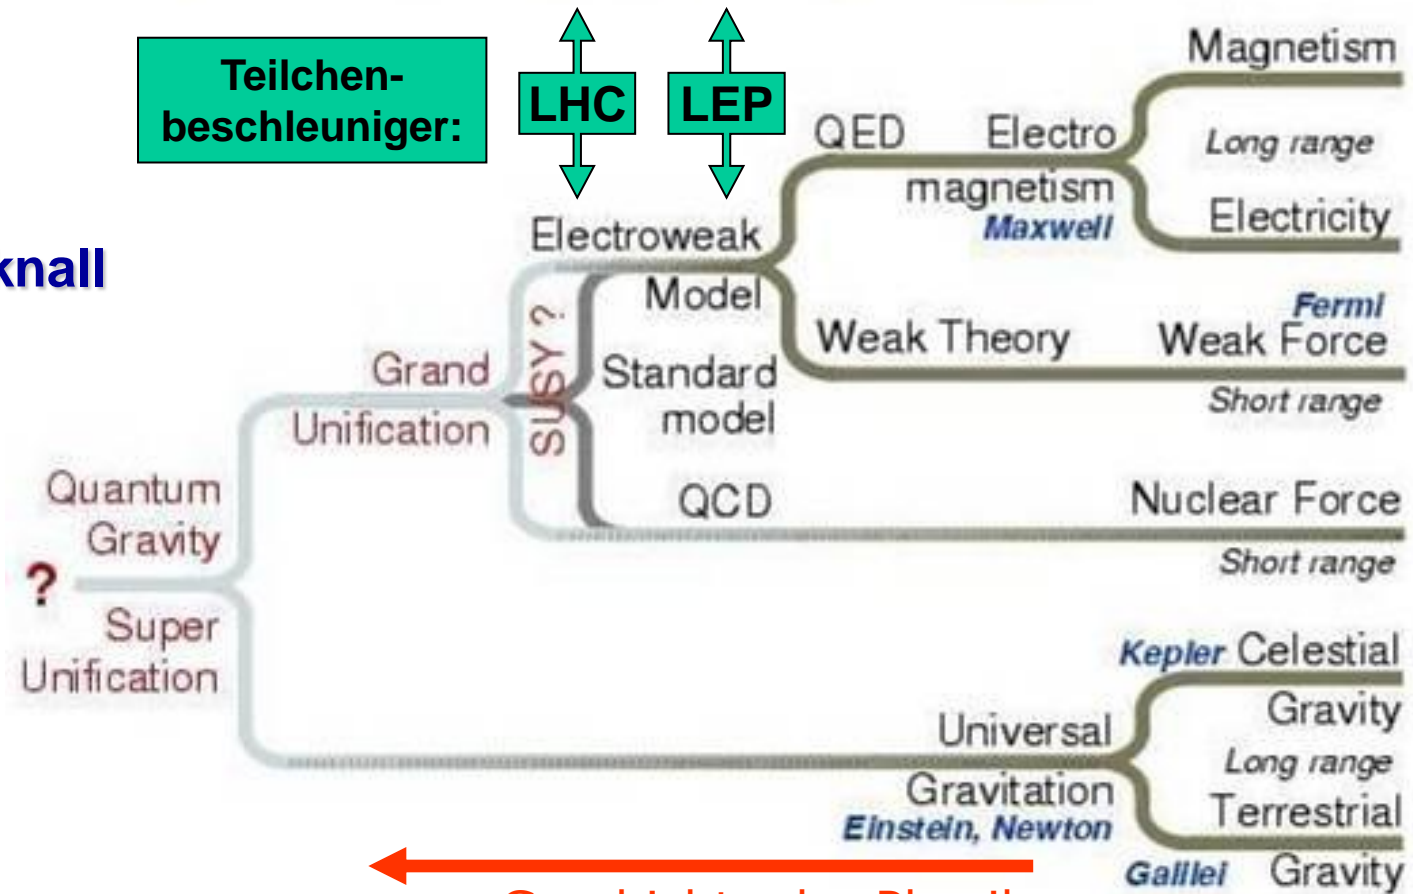 Teilchen-
beschleuniger:
LHC
LEP
Magnetism
QED
Electro
Long range
magnetism
Maxwell
Electricity
Electroweak
knall
Model
Fermi
Weak Theory
Weak Force
SUSY ?
Grand
Standard
Short range
Unification
model
Quantum
QCD
Nuclear Force
Gravity
Short range
?
Super
Unification
Kepler Celestial
Gravity
Universal
Long range
Gravitation
Terrestrial
Einstein, Newton
Galilei Gravity